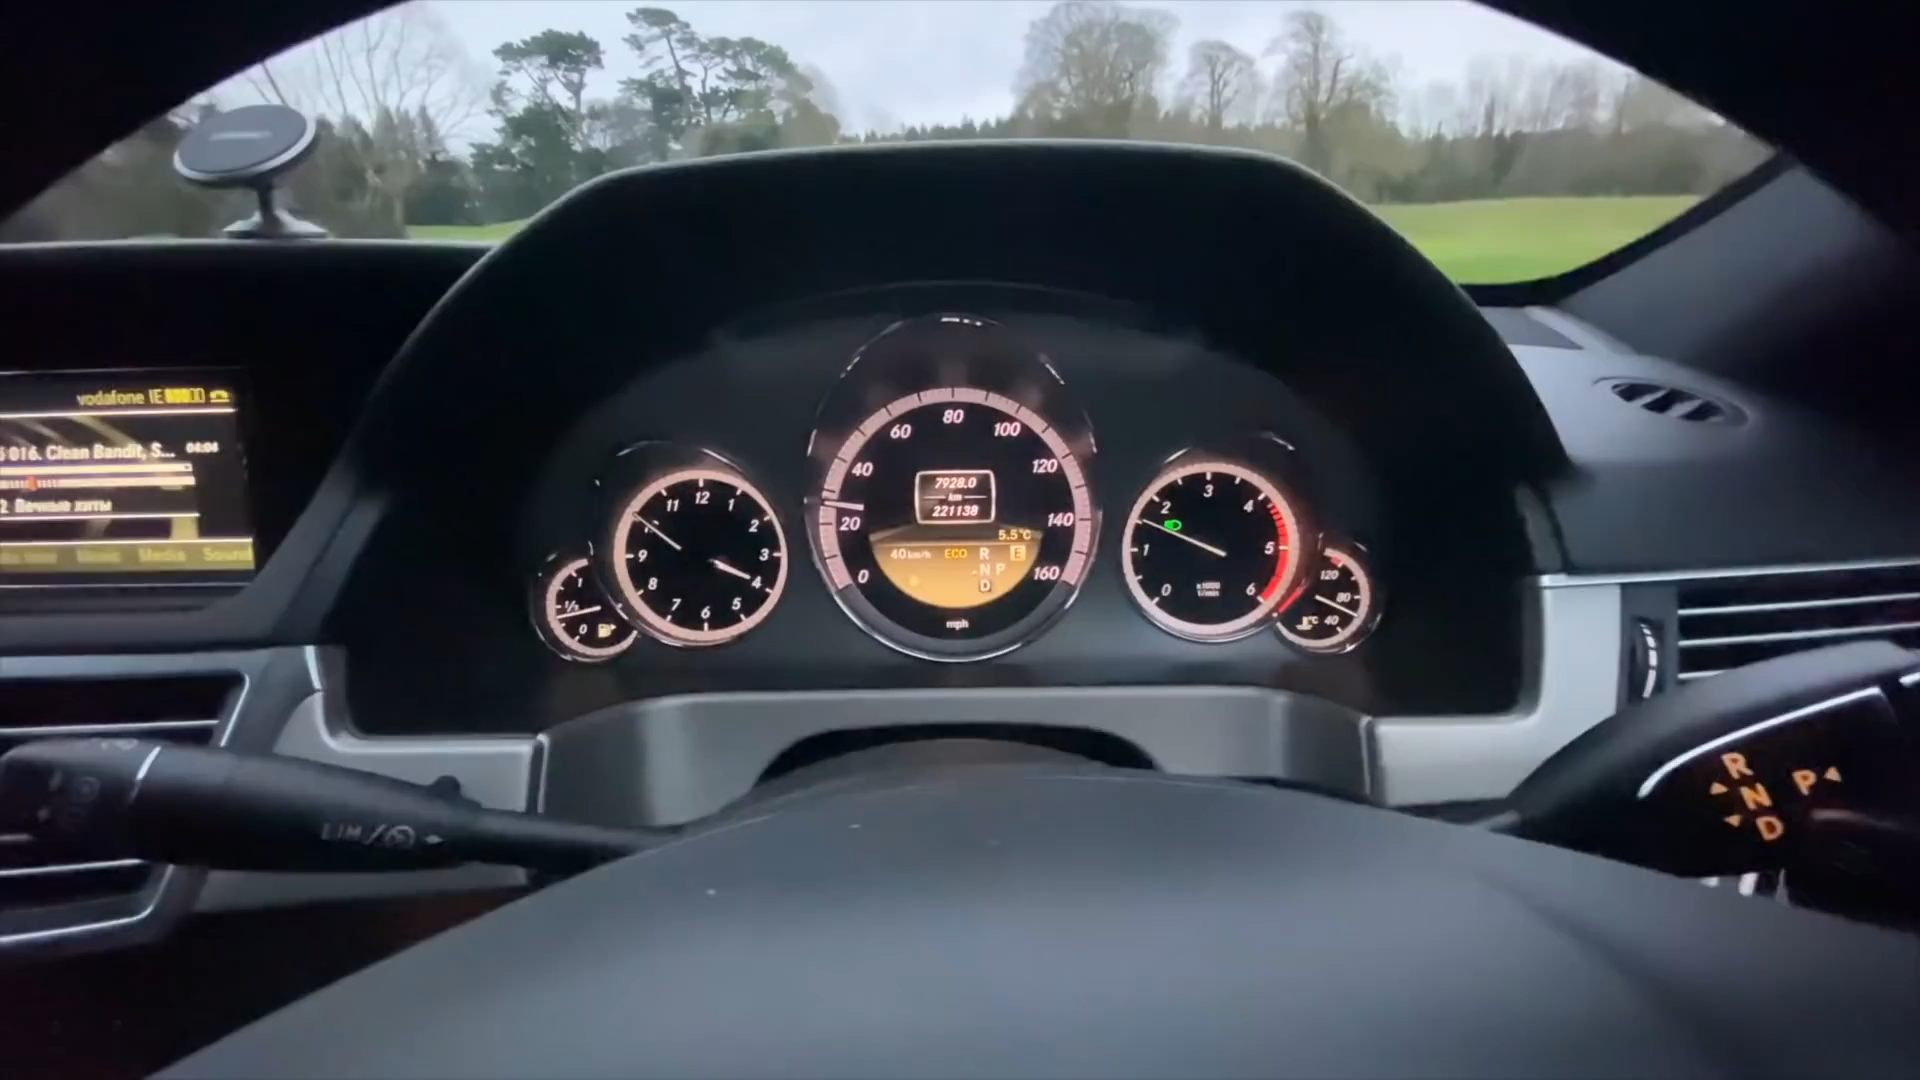 vodafone IE
016. Clean Bandit, S... 04:04
2 Вечные хиты
Music Media Sound
LIM
1
1/2
0
12
1
2
3
4
5
6
7
8
9
11
0
20
40
60
80
100
120
140
160
7928.0
km
221138
5.5°C
40 km/h ECO R E
N P
D
mph
0
1
2
3
4
5
6
x1000
1/min
120
80
40
°C
R
N P
D